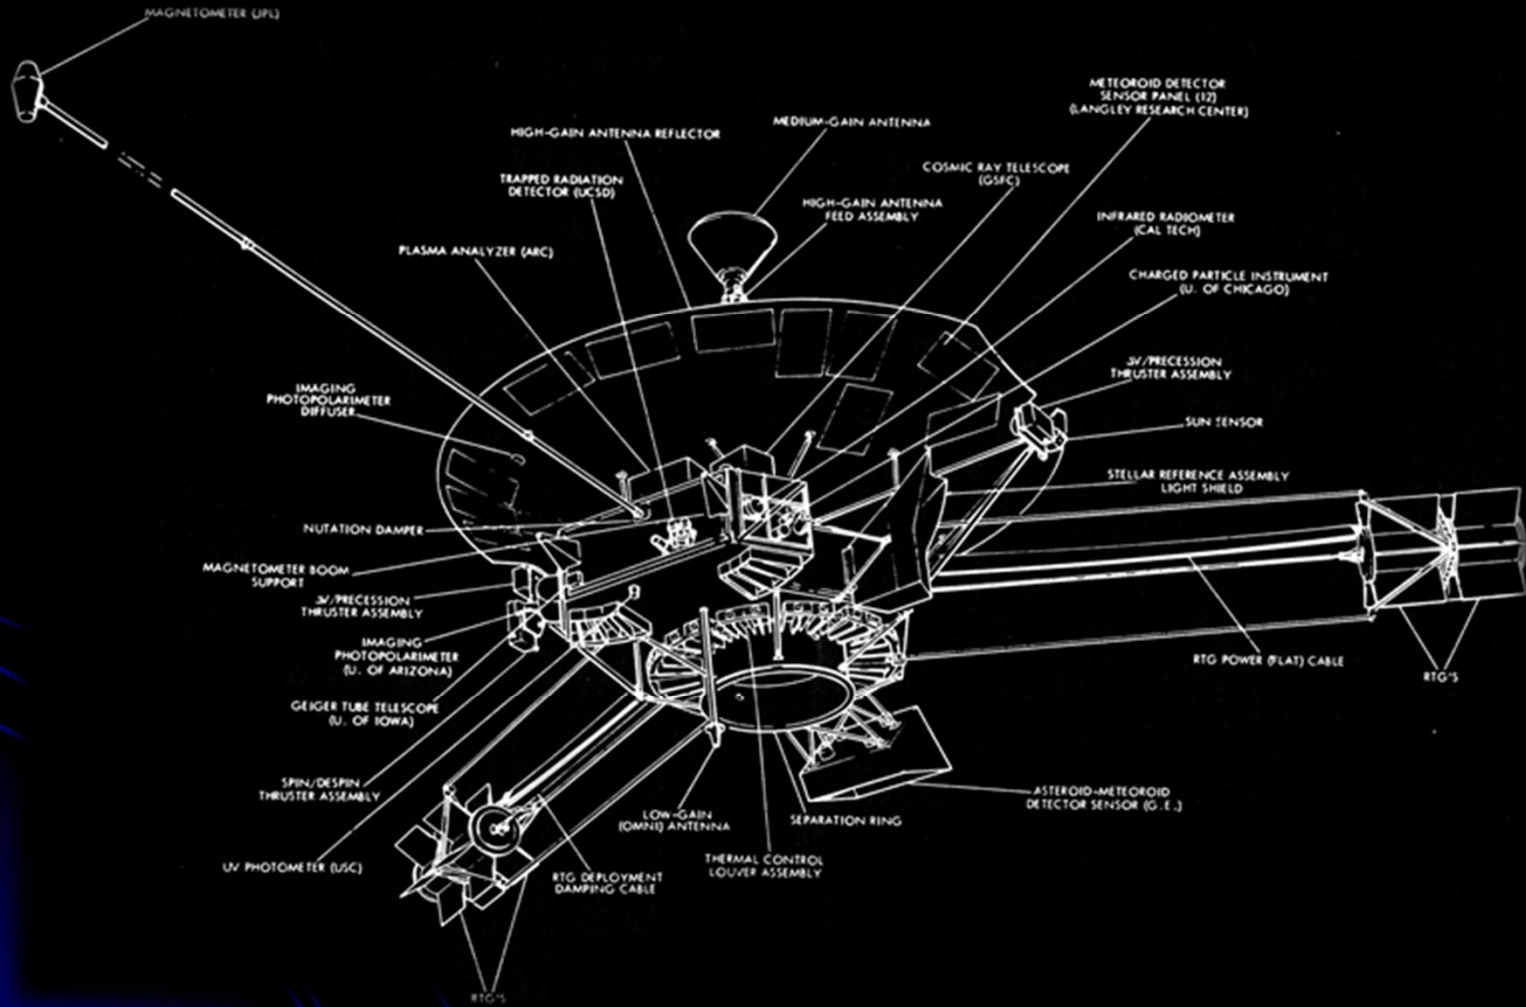 MAGNETOMETER (JPL)
METEOROID DETECTOR
SENSOR PANEL (12)
(LANGLEY RESEARCH CENTER)
HIGH-GAIN ANTENNA REFLECTOR
MEDIUM-GAIN ANTENNA
TRAPPED RADIATION
DETECTOR (UCSD)
COSMIC RAY TELESCOPE
(GSFC)
HIGH-GAIN ANTENNA
FEED ASSEMBLY
INFRARED RADIOMETER
(CAL TECH)
PLASMA ANALYZER (ARC)
CHARGED PARTICLE INSTRUMENT
(U. OF CHICAGO)
IMAGING
PHOTOPOLARIMETER
DIFFUSER
ΔV/PRECESSION
THRUSTER ASSEMBLY
SUN SENSOR
STELLAR REFERENCE ASSEMBLY
LIGHT SHIELD
NUTATION DAMPER
MAGNETOMETER BOOM
SUPPORT
ΔV/PRECESSION
THRUSTER ASSEMBLY
IMAGING
PHOTOPOLARIMETER
(U. OF ARIZONA)
RTG POWER (FLAT) CABLE
RTG'S
GEIGER TUBE TELESCOPE
(U. OF IOWA)
SPIN/DESPIN
THRUSTER ASSEMBLY
LOW-GAIN
(OMNI) ANTENNA
SEPARATION RING
ASTEROID-METEOROID
DETECTOR SENSOR (G.E.)
UV PHOTOMETER (USC)
RTG DEPLOYMENT
DAMPING CABLE
THERMAL CONTROL
LOUVER ASSEMBLY
RTG'S